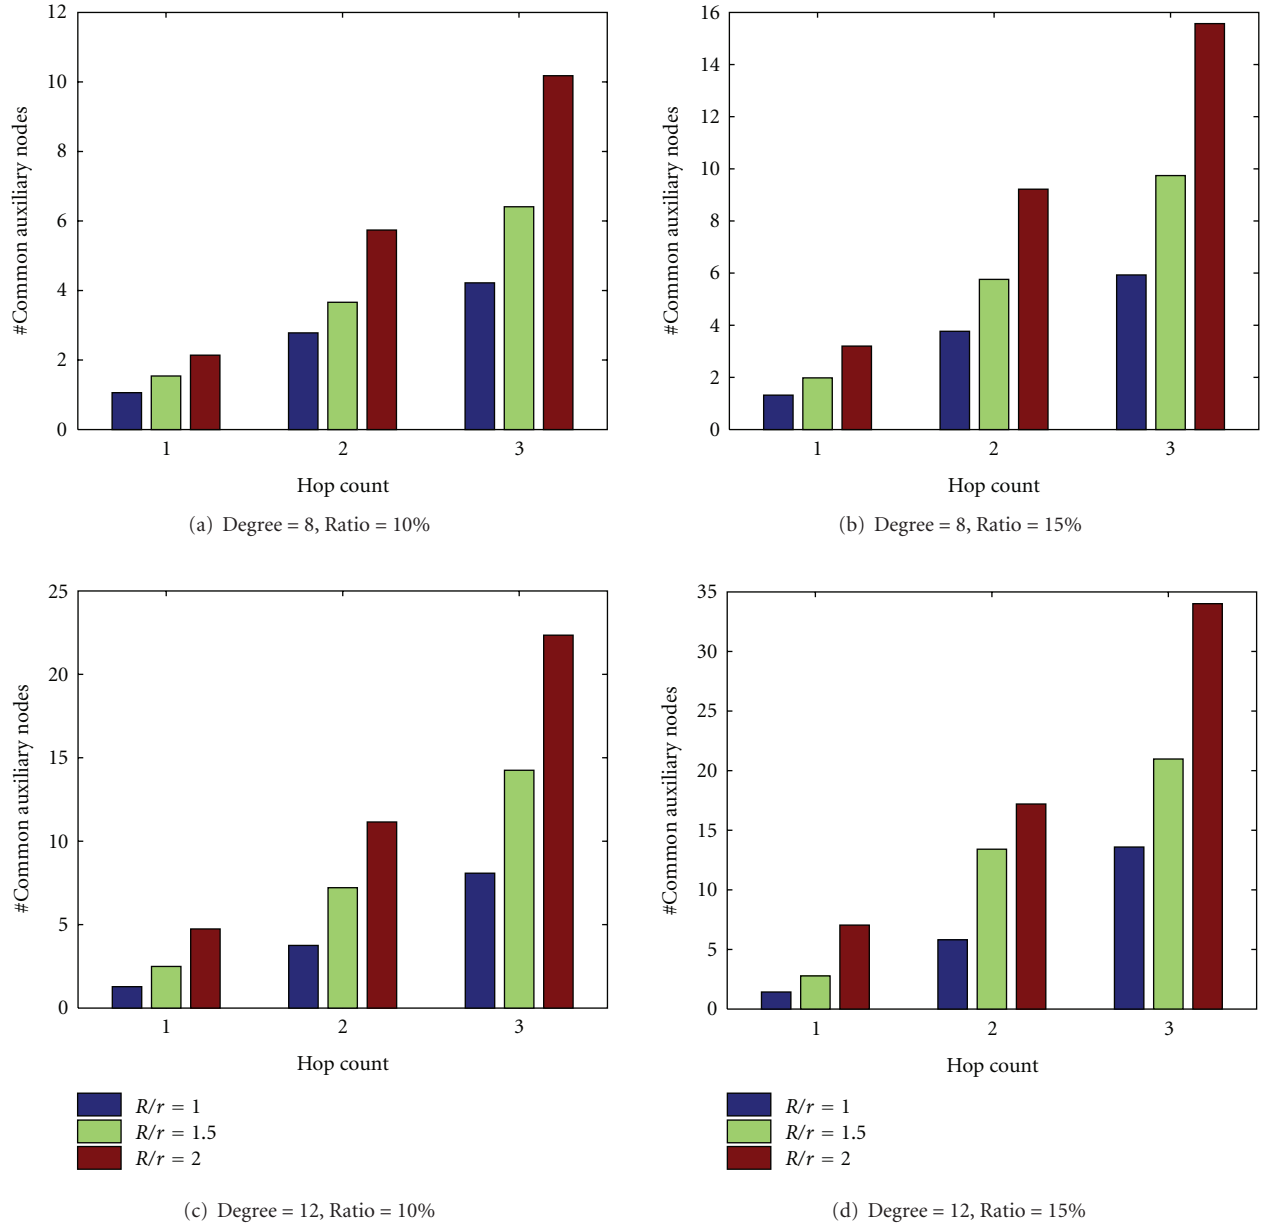 12
10
8
6
4
2
0
#Common auxiliary nodes
1 2 3
Hop count
(a) Degree = 8, Ratio = 10%
16
14
12
10
8
6
4
2
0
#Common auxiliary nodes
1 2 3
Hop count
(b) Degree = 8, Ratio = 15%
25
20
15
10
5
0
#Common auxiliary nodes
1 2 3
Hop count
R/r = 1
R/r = 1.5
R/r = 2
(c) Degree = 12, Ratio = 10%
35
30
25
20
15
10
5
0
#Common auxiliary nodes
1 2 3
Hop count
R/r = 1
R/r = 1.5
R/r = 2
(d) Degree = 12, Ratio = 15%